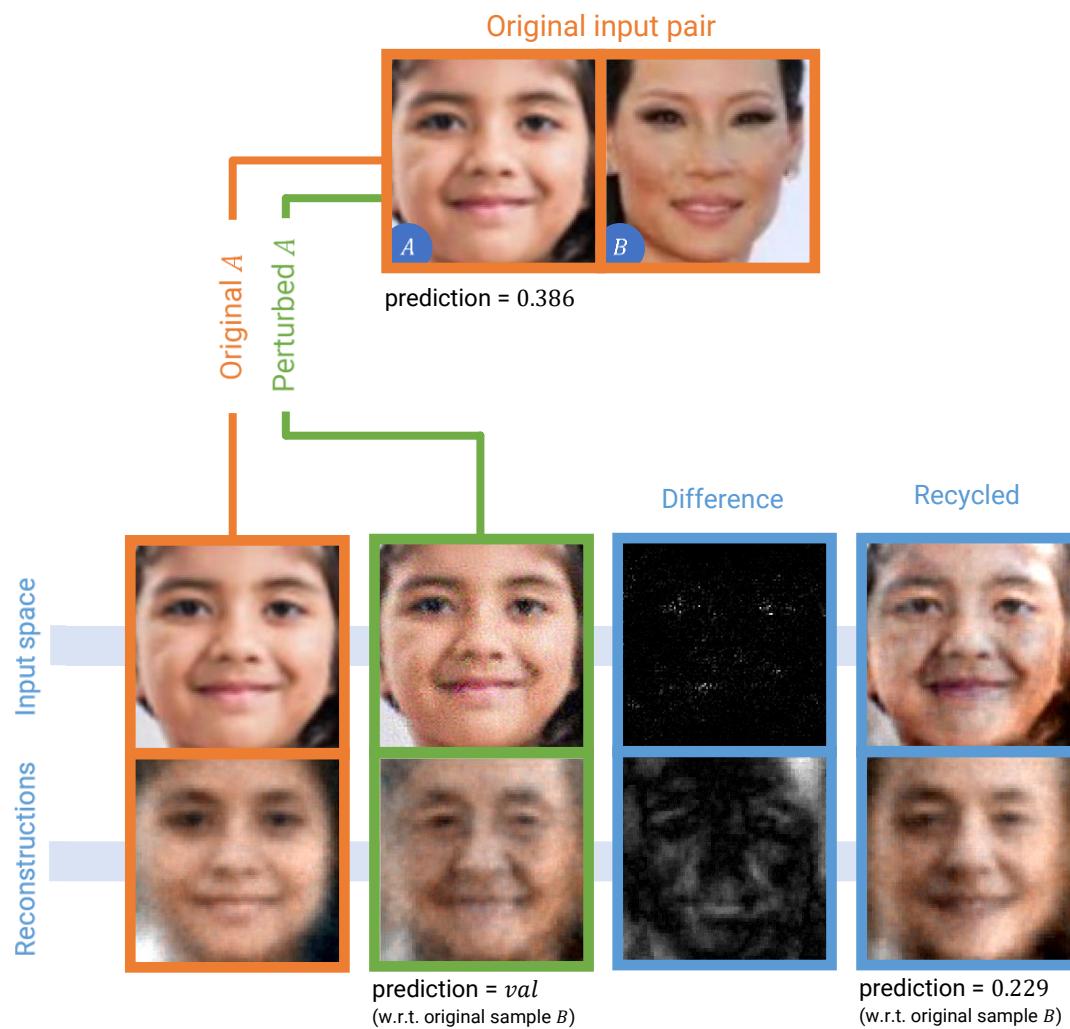 Original input pair
A
B
prediction = 0.386
Original A
Perturbed A
Difference
Recycled
Input space
Reconstructions
prediction = val
(w.r.t. original sample B)
prediction = 0.229
(w.r.t. original sample B)